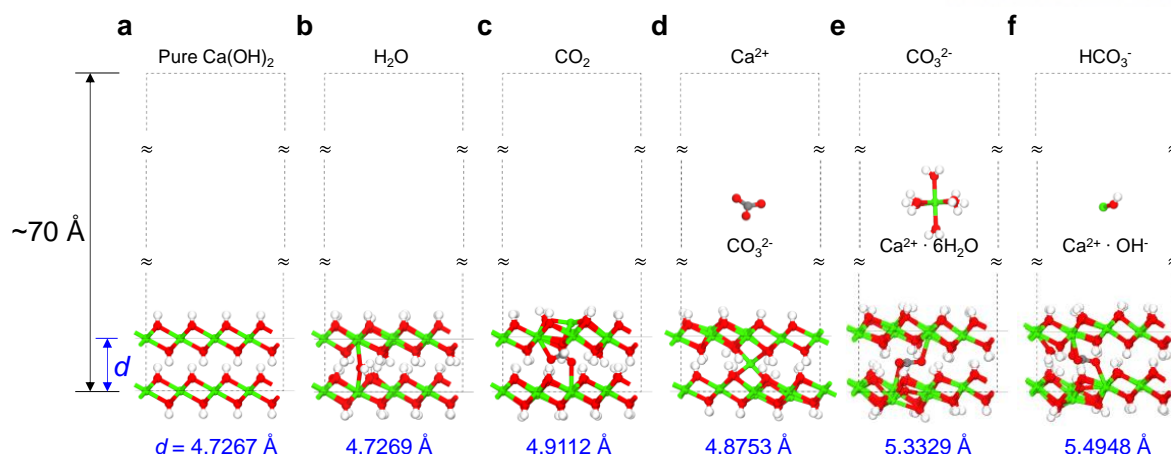 a b c d e f
Pure Ca(OH)₂ H₂O CO₂ Ca²⁺ CO₃²⁻ HCO₃⁻
≈ ≈ ≈ ≈ ≈ ≈ ≈ ≈ ≈ ≈ ≈ ≈
~70 Å
CO₃²⁻ Ca²⁺ · 6H₂O Ca²⁺ · OH⁻
≈ ≈ ≈ ≈ ≈ ≈ ≈ ≈ ≈ ≈ ≈ ≈
d
d = 4.7267 Å 4.7269 Å 4.9112 Å 4.8753 Å 5.3329 Å 5.4948 Å